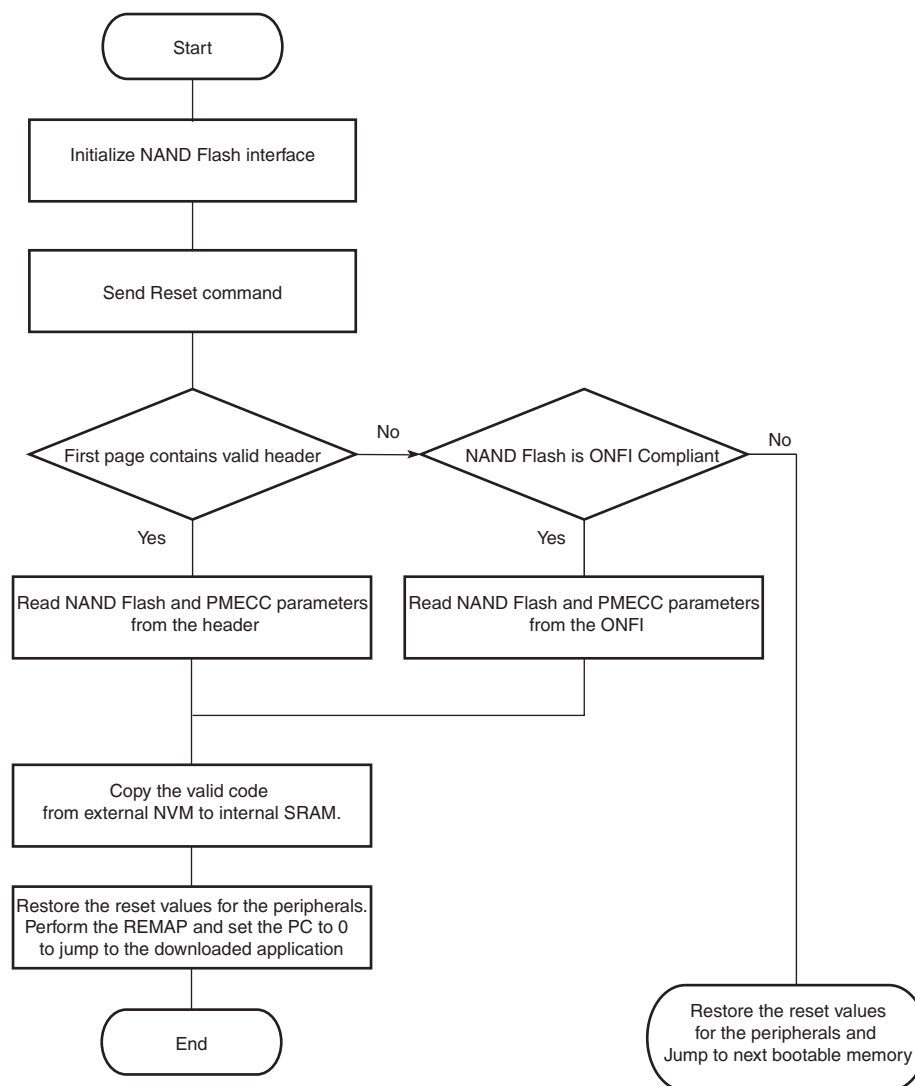 Start
Initialize NAND Flash interface
Send Reset command
First page contains valid header
No
NAND Flash is ONFI Compliant
No
Yes
Yes
Read NAND Flash and PMECC parameters
from the header
Read NAND Flash and PMECC parameters
from the ONFI
Copy the valid code
from external NVM to internal SRAM.
Restore the reset values for the peripherals.
Perform the REMAP and set the PC to 0
to jump to the downloaded application
End
Restore the reset values
for the peripherals and
Jump to next bootable memory